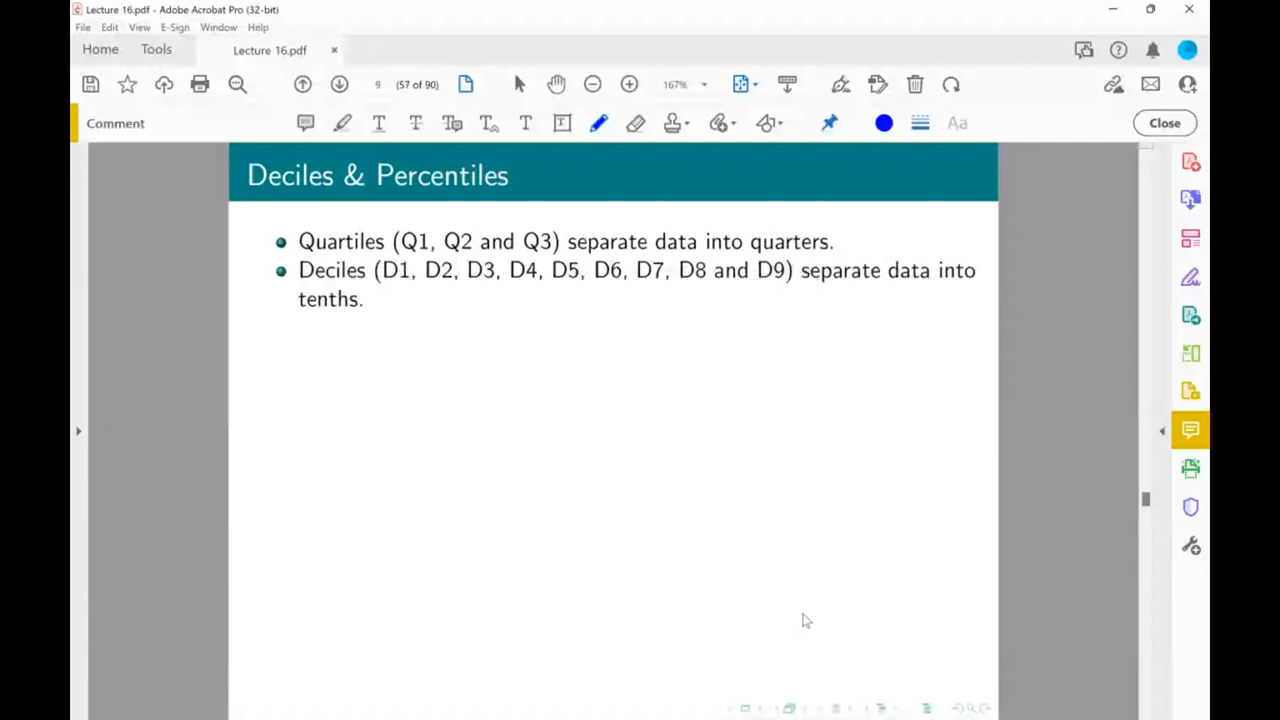 Lecture 16.pdf - Adobe Acrobat Pro (32-bit)
File Edit View E-Sign Window Help
Home Tools Lecture 16.pdf ×
9 (57 of 90) 167%
Comment Aa Close
Deciles & Percentiles
Quartiles (Q1, Q2 and Q3) separate data into quarters.
Deciles (D1, D2, D3, D4, D5, D6, D7, D8 and D9) separate data into
tenths.